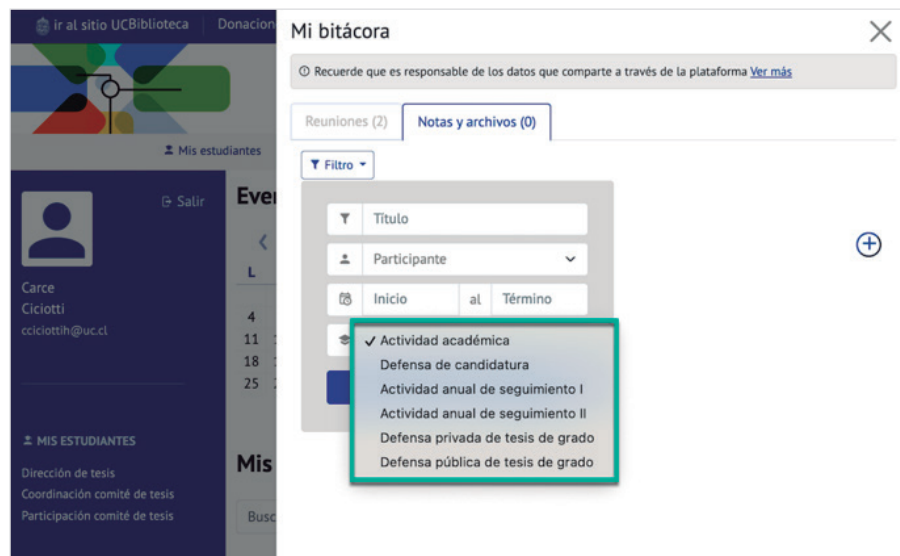 ir al sitio UC
Biblioteca
Donacion
Mis estudiantes
Salir
Carce
Ciciotti
cciciottih@uc.cl
MIS ESTUDIANTES
Dirección de tesis
Coordinación comité de tesis
Participación comité de tesis
Even
L
4
11
18
25
Mis
Busc
Mi bitácora
Recuerde que es responsable de los datos que comparte a través de la plataforma Ver más
Reuniones (2)
Notas y archivos (0)
Filtro
Título
Participante
Inicio al Término
Actividad académica
Defensa de candidatura
Actividad anual de seguimiento I
Actividad anual de seguimiento II
Defensa privada de tesis de grado
Defensa pública de tesis de grado